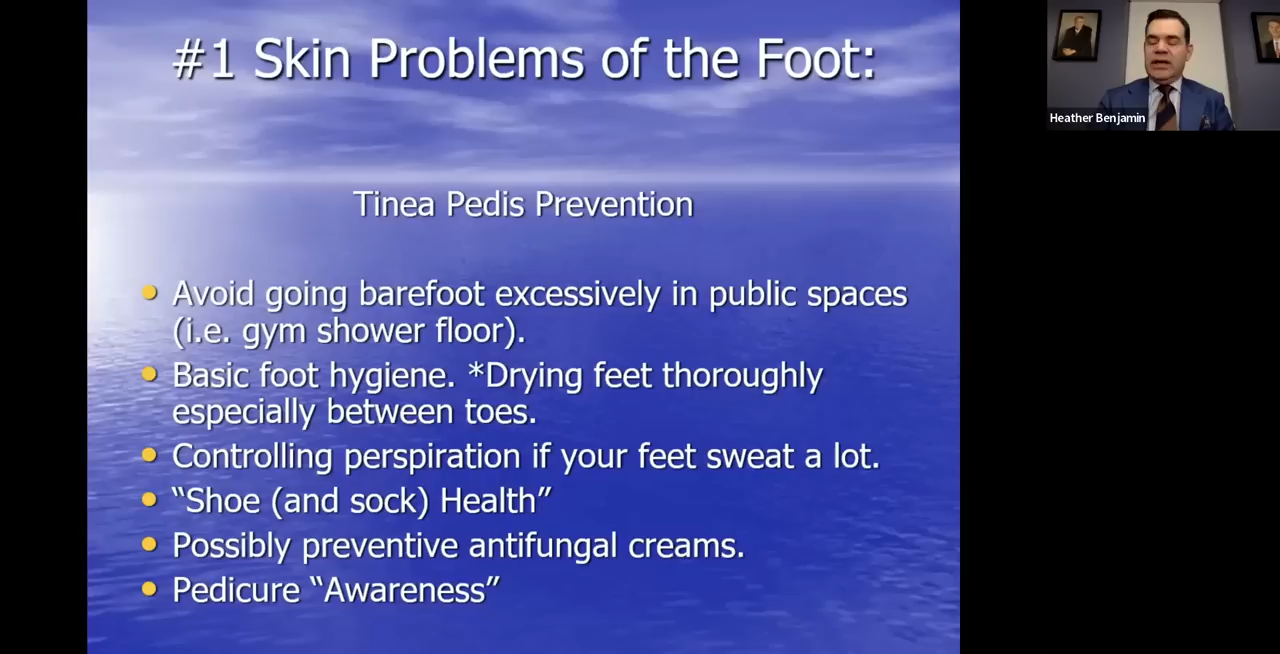 #1 Skin Problems of the Foot:
Tinea Pedis Prevention
• Avoid going barefoot excessively in public spaces
(i.e. gym shower floor).
• Basic foot hygiene. *Drying feet thoroughly
especially between toes.
• Controlling perspiration if your feet sweat a lot.
• “Shoe (and sock) Health”
• Possibly preventive antifungal creams.
• Pedicure “Awareness”
Heather Benjamin